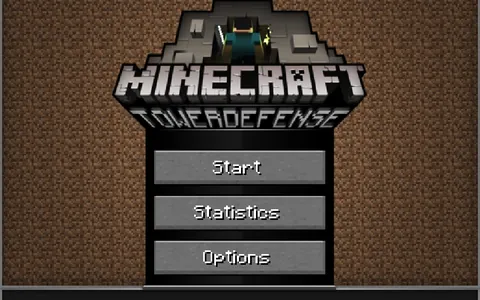 MINECRAFT
TOWERDEFENSE
Start
Statistics
Options